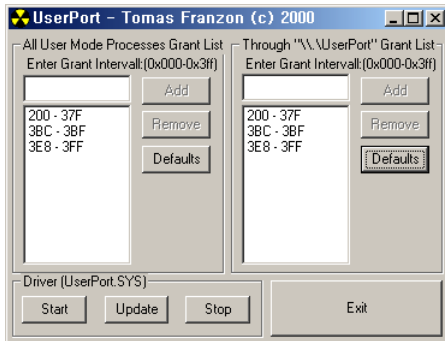 UserPort - Tomas Franzon (c) 2000
All User Mode Processes Grant List
Enter Grant Intervall:(0x000-0x3ff)
Add
Remove
Defaults
200 - 37F
3BC - 3BF
3E8 - 3FF
Through "\\.\UserPort" Grant List
Enter Grant Intervall:(0x000-0x3ff)
Add
Remove
Defaults
200 - 37F
3BC - 3BF
3E8 - 3FF
Driver (UserPort.SYS)
Start Update Stop
Exit